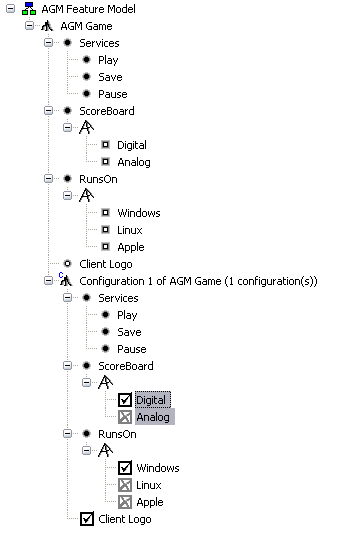 AGM Feature Model
AGM Game
Services
Play
Save
Pause
ScoreBoard
Digital
Analog
RunsOn
Windows
Linux
Apple
Client Logo
C Configuration 1 of AGM Game (1 configuration(s))
Services
Play
Save
Pause
ScoreBoard
Digital
Analog
RunsOn
Windows
Linux
Apple
Client Logo